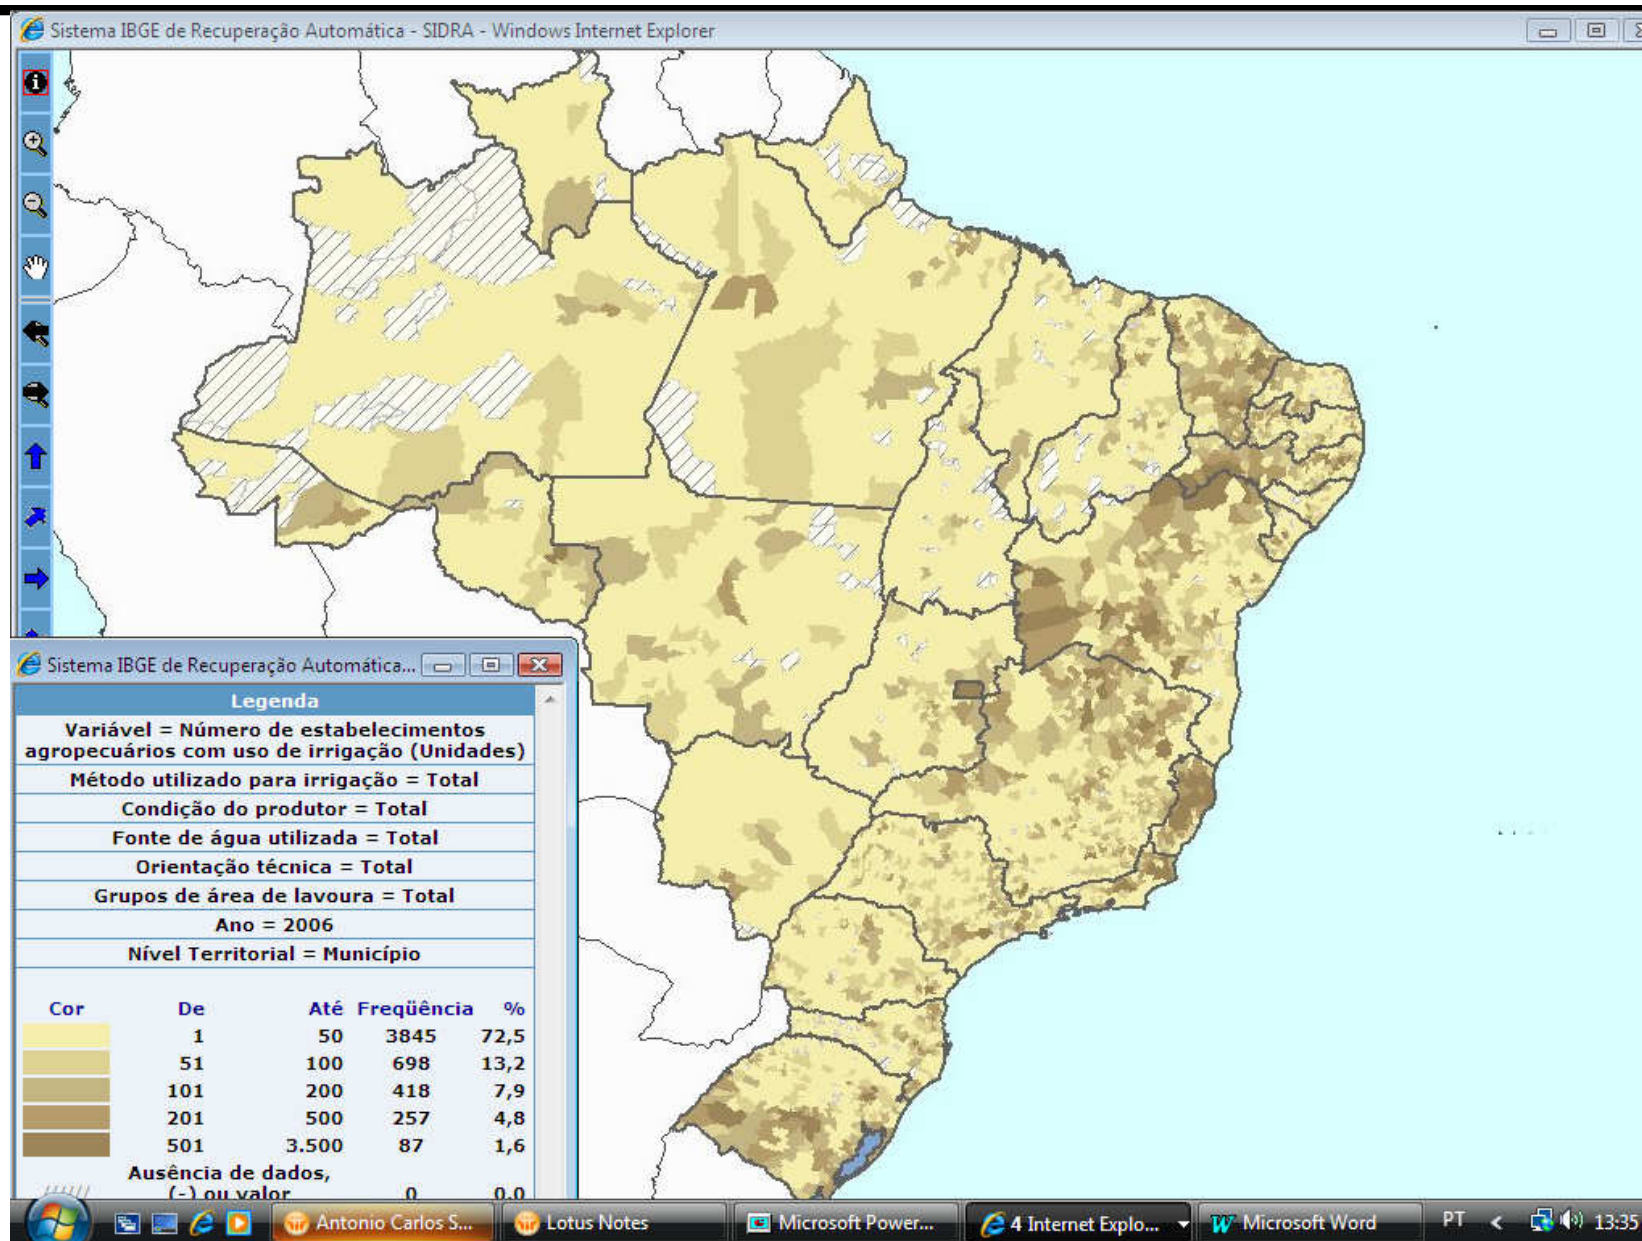 Sistema IBGE de Recuperação Automática - SIDRA - Windows Internet Explorer
Sistema IBGE de Recuperação Automática...
Legenda
Variável = Número de estabelecimentos
agropecuários com uso de irrigação (Unidades)
Método utilizado para irrigação = Total
Condição do produtor = Total
Fonte de água utilizada = Total
Orientação técnica = Total
Grupos de área de lavoura = Total
Ano = 2006
Nível Territorial = Município
Cor De Até Freqüência %
1 50 3845 72,5
51 100 698 13,2
101 200 418 7,9
201 500 257 4,8
501 3.500 87 1,6
Ausência de dados,
(-) ou valor 0 0,0
Antonio Carlos S... Lotus Notes Microsoft Power... 4 Internet Explo... Microsoft Word PT 13:35